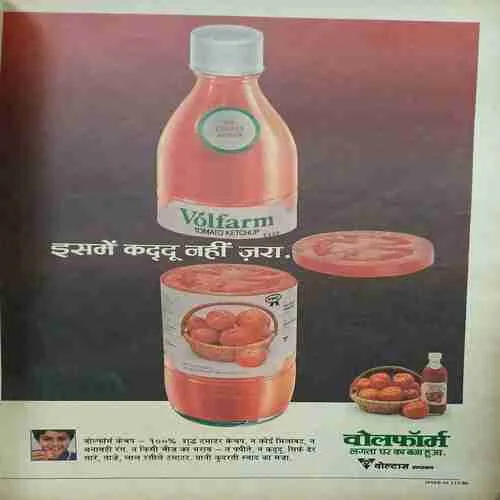 Volfarm
TOMATO KETCHUP
इसमें कद्दू नहीं ज़रा.
वोलफॉर्म केचप – १००% शुद्ध टमाटर केचप, न कोई मिलावट, न
बनावटी रंग, न किसी चीज़ का सत्व – न पपीते, न कद्दू. सिर्फ़ ढेर
सारे, ताज़े, लाल रसीले टमाटर. यानी कुदरती स्वाद का मज़ा.
वोलफॉर्म
लगता घर का बना हुआ.
वोल्टास